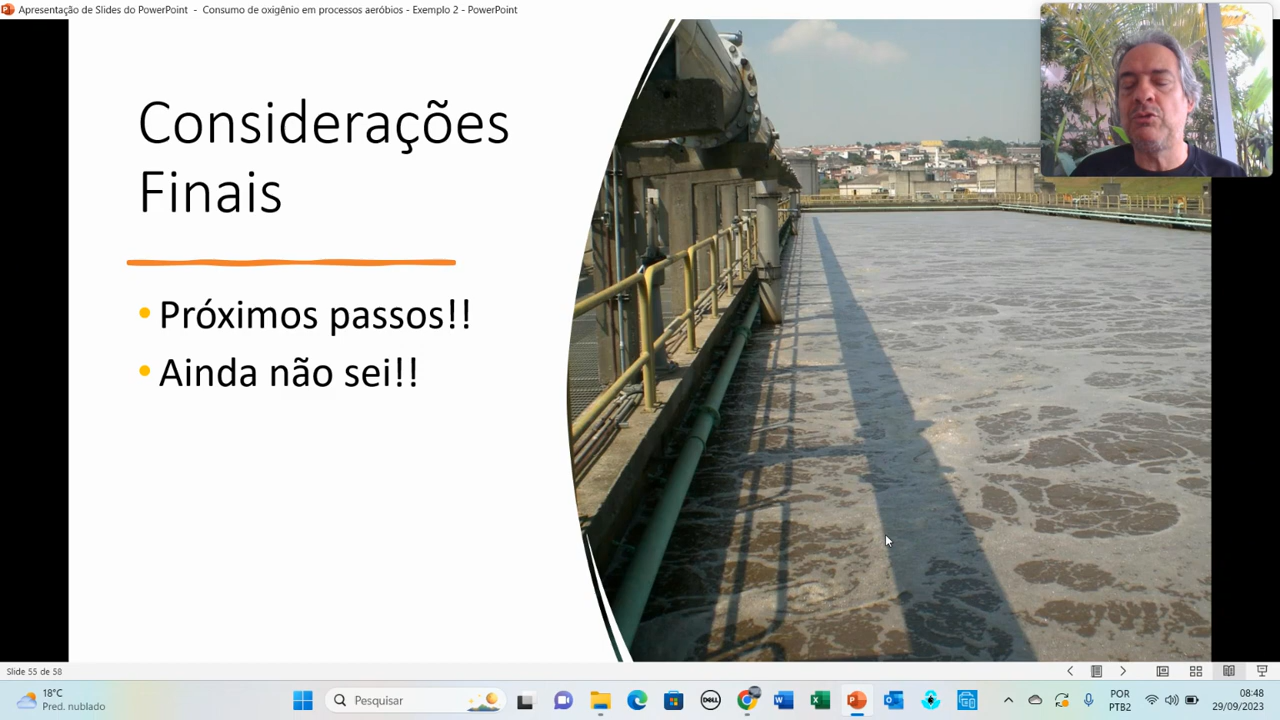 Apresentação de Slides do PowerPoint - Consumo de oxigênio em processos aeróbios - Exemplo 2 - PowerPoint
Considerações
Finais
• Próximos passos!!
• Ainda não sei!!
Slide 55 de 58
18°C
Pred. nublado
Pesquisar
DELL
POR
PTB2
08:48
29/09/2023